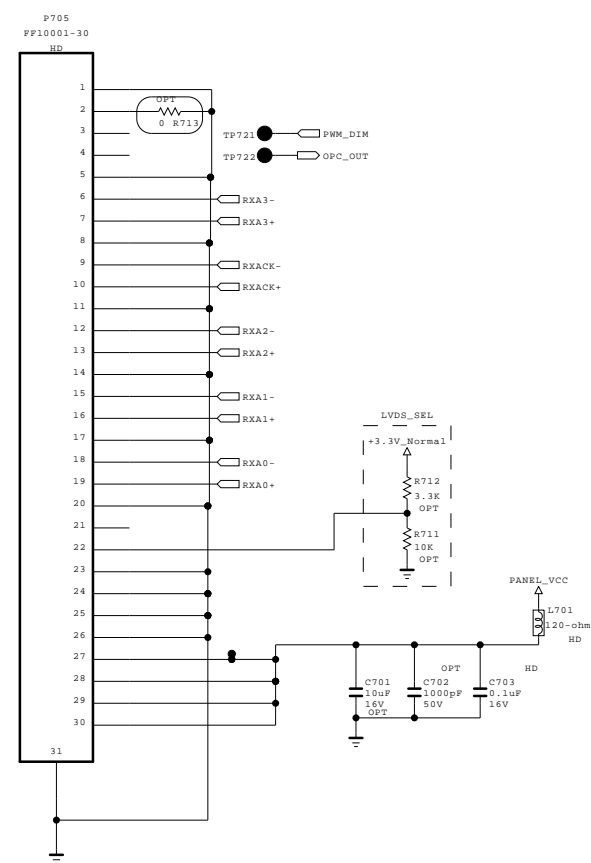 P705
FF10001-30
HD
1
OPT
2
0 R713
3
TP721
PWM_DIM
4
TP722
OPC_OUT
5
6
RXA3-
7
RXA3+
8
9
RXACK-
10
RXACK+
11
12
RXA2-
13
RXA2+
14
15
RXA1-
16
RXA1+
17
18
RXA0-
19
RXA0+
20
21
22
23
24
25
26
27
28
29
30
31
LVDS_SEL
+3.3V_Normal
R712
3.3K
OPT
R711
10K
OPT
PANEL_VCC
L701
120-ohm
HD
OPT
HD
C701
10uF
16V
OPT
C702
1000pF
50V
C703
0.1uF
16V